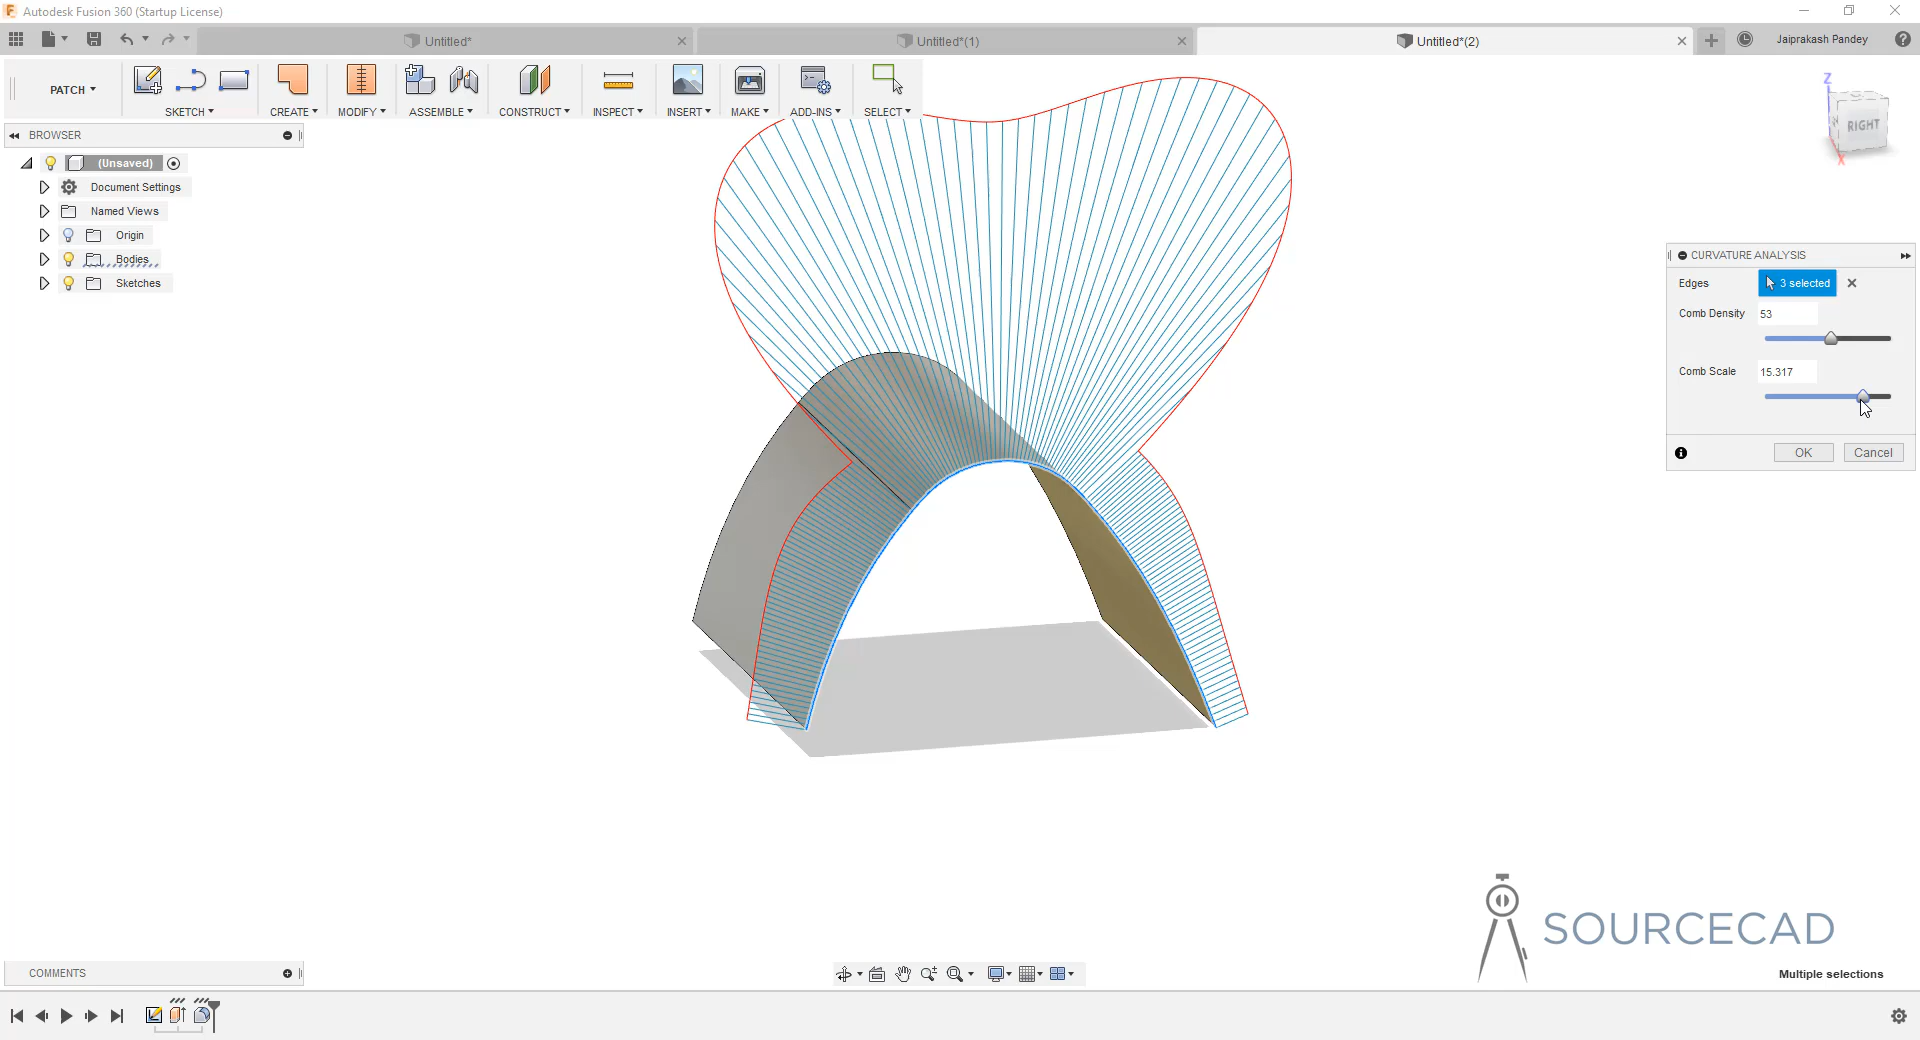 Autodesk Fusion 360 (Startup License)
Untitled*
Untitled*(1)
Untitled*(2)
Jaiprakash Pandey
PATCH
SKETCH
CREATE
MODIFY
ASSEMBLE
CONSTRUCT
INSPECT
INSERT
MAKE
ADD-INS
SELECT
Z
RIGHT
X
BROWSER
(Unsaved)
Document Settings
Named Views
Origin
Bodies
Sketches
CURVATURE ANALYSIS
Edges
3 selected
Comb Density
53
Comb Scale
15.317
OK
Cancel
SOURCECAD
COMMENTS
Multiple selections